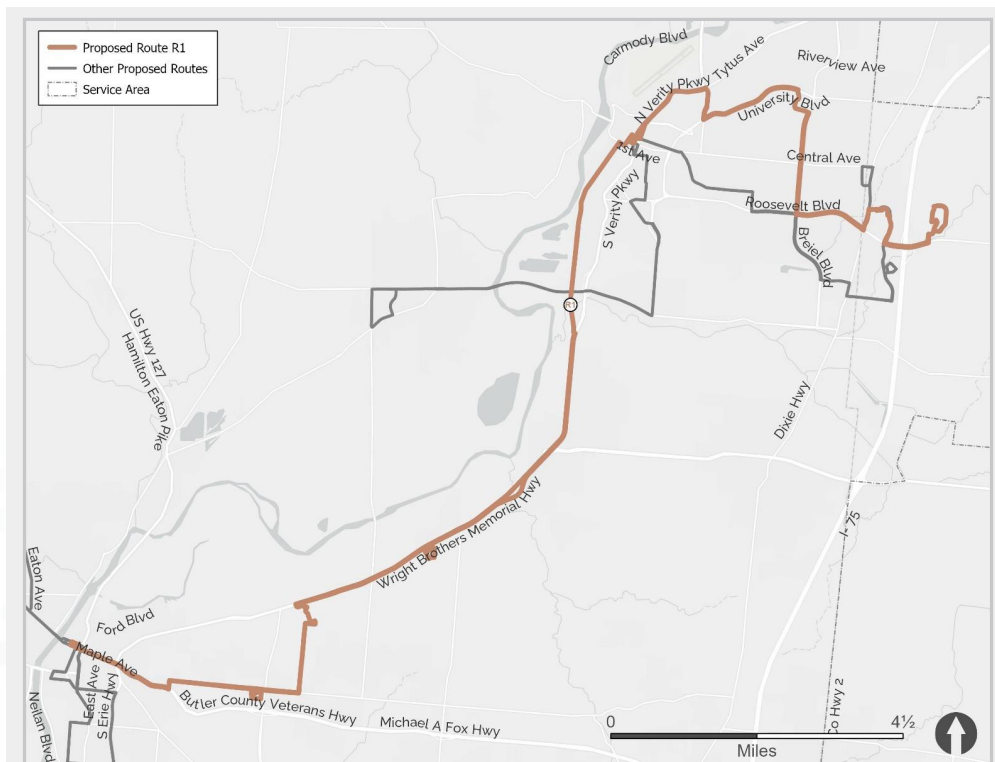 Proposed Route R1
Other Proposed Routes
Service Area
Carmody Blvd
N Verity Pkwy
Tytus Ave
Riverview Ave
University Blvd
1st Ave
Central Ave
S Verity Pkwy
Roosevelt Blvd
Breiel Blvd
R1
US Hwy 127
Hamilton Eaton Pike
Dixie Hwy
Wright Brothers Memorial Hwy
I- 75
Eaton Ave
Ford Blvd
Maple Ave
East Ave
S Erie Hwy
Neilan Blvd
Butler County Veterans Hwy
Michael A Fox Hwy
Co Hwy 2
0
4½
Miles